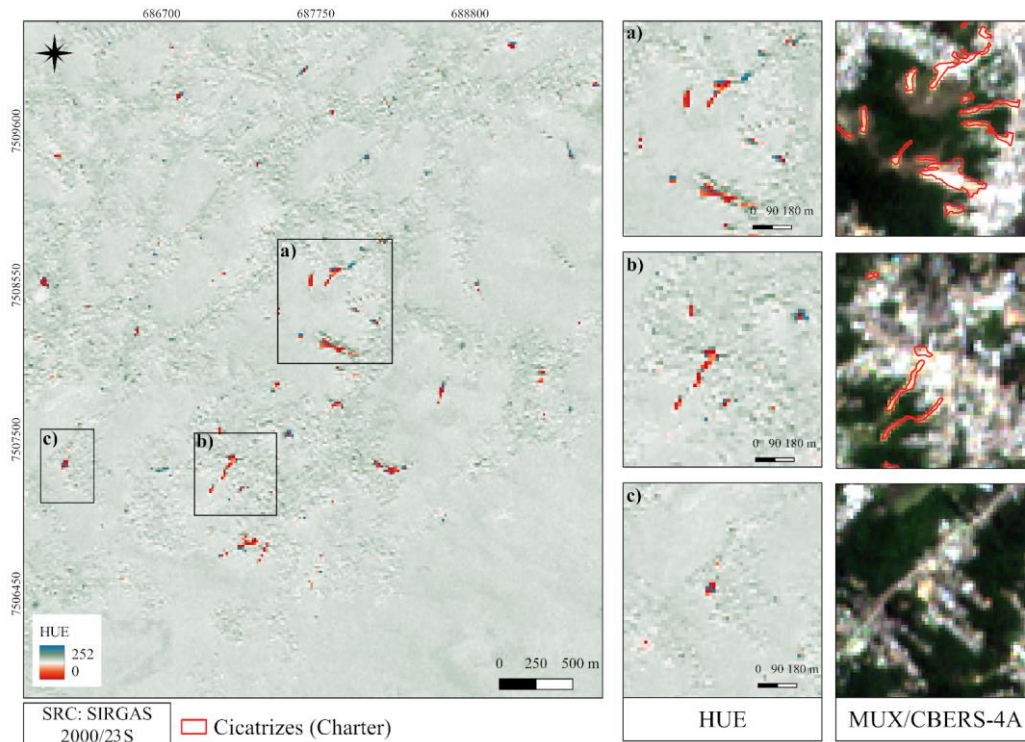 686700 687750 688800
7509600
7508550
7507500
7506450
a)
b)
c)
HUE
252
0
0 250 500 m
SRC: SIRGAS
2000/23S
Cicatrizes (Charter)
a)
0 90 180 m
b)
0 90 180 m
c)
0 90 180 m
HUE
MUX/CBERS-4A